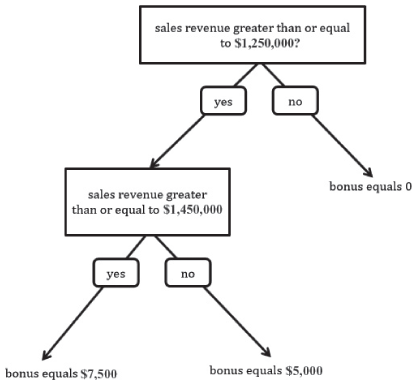 sales revenue greater than or equal
to $1,250,000?
yes
no
bonus equals 0
sales revenue greater
than or equal to $1,450,000
yes
no
bonus equals $7,500
bonus equals $5,000